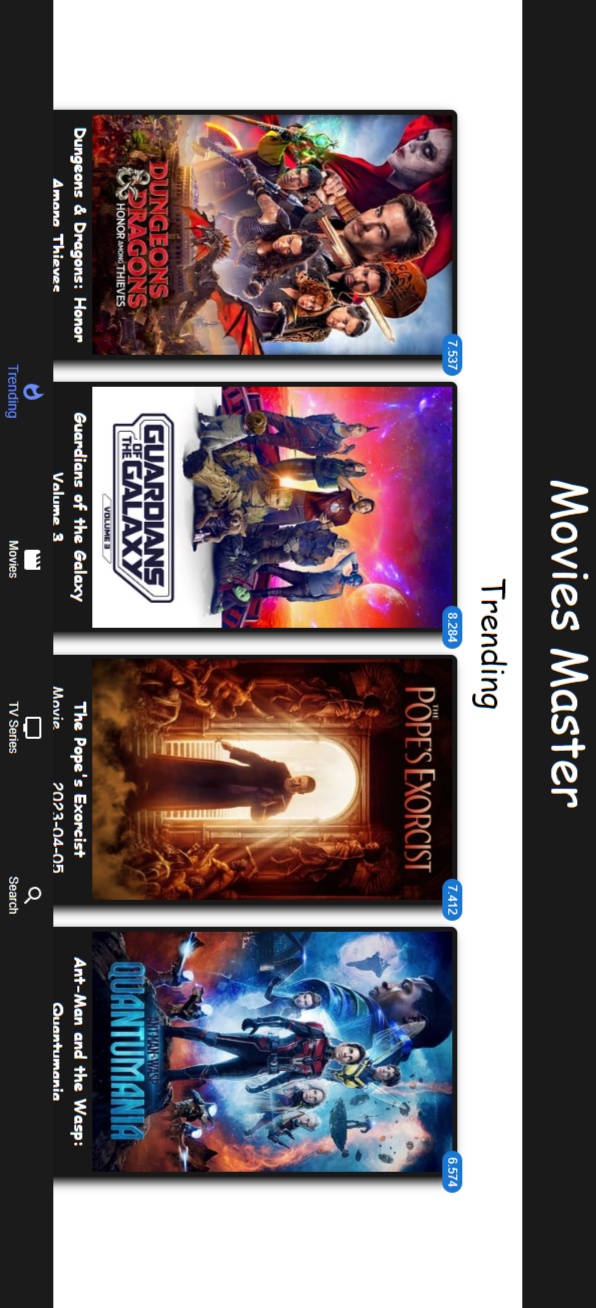 Movies Master
Trending
7.537
8.284
7.412
6.574
DUNGEONS
& DRAGONS
HONOR AMONG THIEVES
GUARDIANS
OF THE GALAXY
VOLUME 3
THE
POPE'S EXORCIST
ANT-MAN AND THE WASP
QUANTUMANIA
Dungeons & Dragons: Honor
Among Thieves
Guardians of the Galaxy
Volume 3
The Pope's Exorcist
Movie 2023-04-05
Ant-Man and the Wasp:
Quantumania
Trending
Movies
TV Series
Search